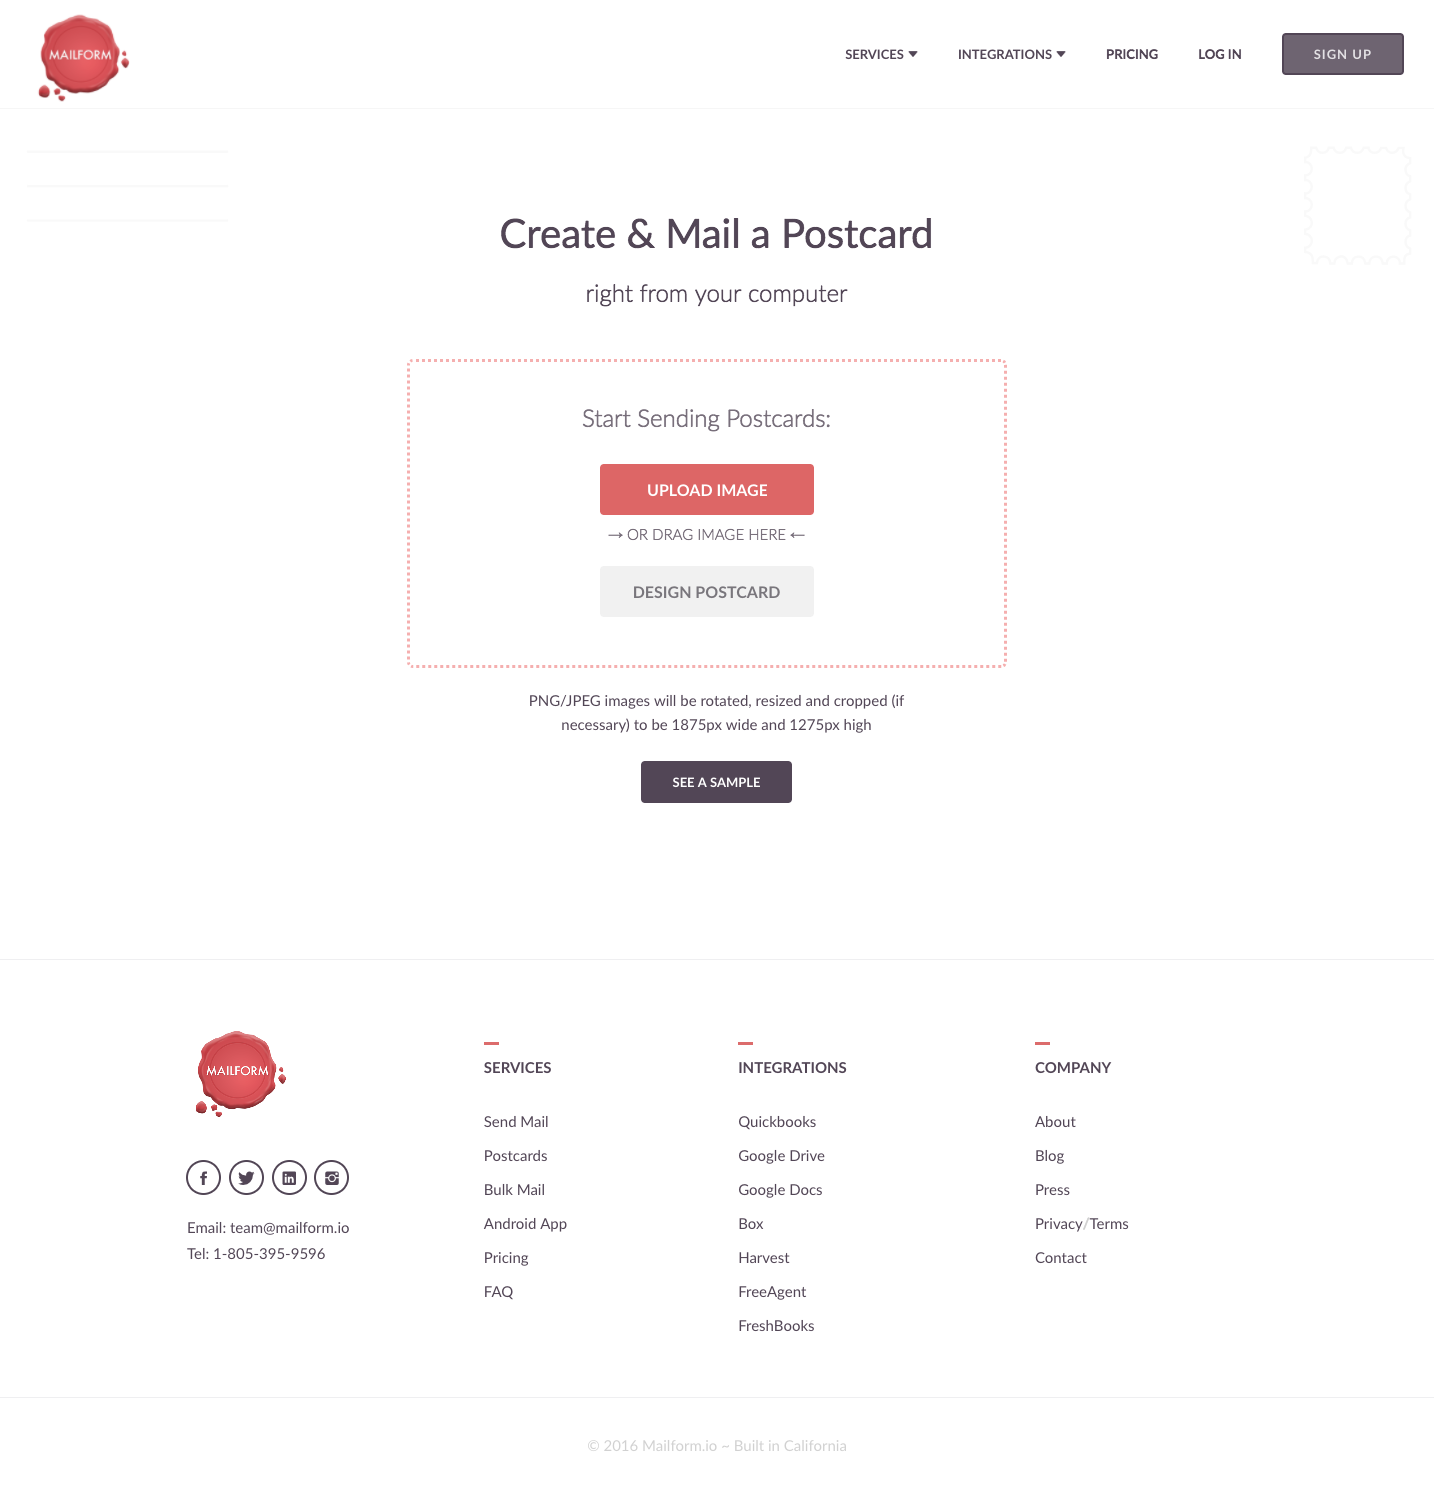 MAILFORM
SERVICES
INTEGRATIONS
PRICING
LOG IN
SIGN UP
Create & Mail a Postcard
right from your computer
Start Sending Postcards:
UPLOAD IMAGE
→ OR DRAG IMAGE HERE ←
DESIGN POSTCARD
PNG/JPEG images will be rotated, resized and cropped (if
necessary) to be 1875px wide and 1275px high
SEE A SAMPLE
MAILFORM
Email: team@mailform.io
Tel: 1-805-395-9596
SERVICES
Send Mail
Postcards
Bulk Mail
Android App
Pricing
FAQ
INTEGRATIONS
Quickbooks
Google Drive
Google Docs
Box
Harvest
FreeAgent
FreshBooks
COMPANY
About
Blog
Press
Privacy/Terms
Contact
© 2016 Mailform.io ~ Built in California